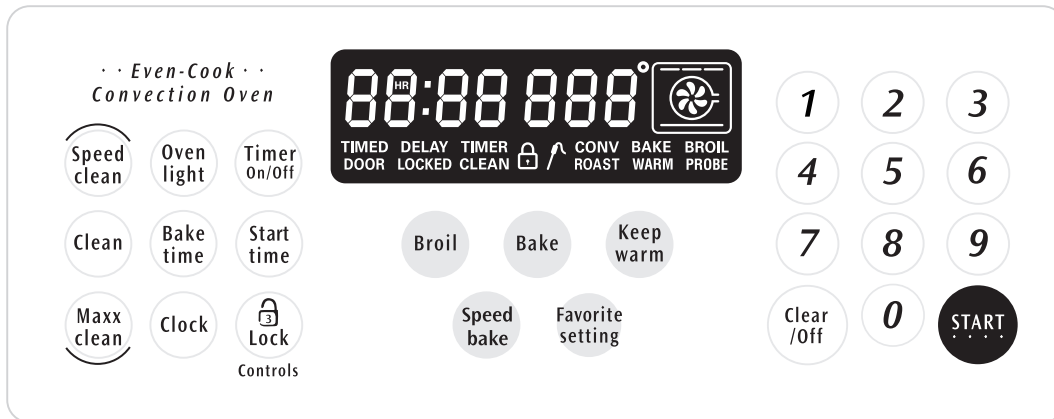 · · Even-Cook · ·
Convection Oven
Speed
clean
Oven
light
Timer
On/Off
Clean
Bake
time
Start
time
Maxx
clean
Clock
3
Lock
Controls
88:88 888°
HR
TIMED DELAY TIMER CONV BAKE BROIL
DOOR LOCKED CLEAN ROAST WARM PROBE
Broil
Bake
Keep
warm
Speed
bake
Favorite
setting
1 2 3
4 5 6
7 8 9
Clear
/Off
0
START